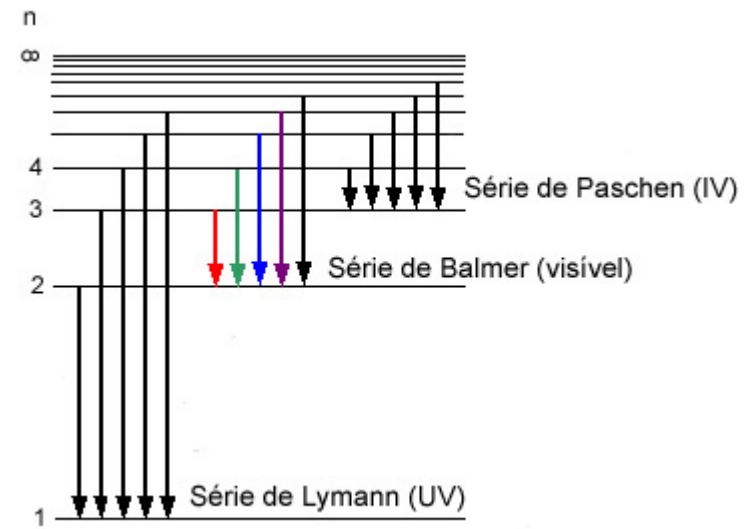 n
∞
4
3
Série de Paschen (IV)
2
Série de Balmer (visível)
Série de Lymann (UV)
1